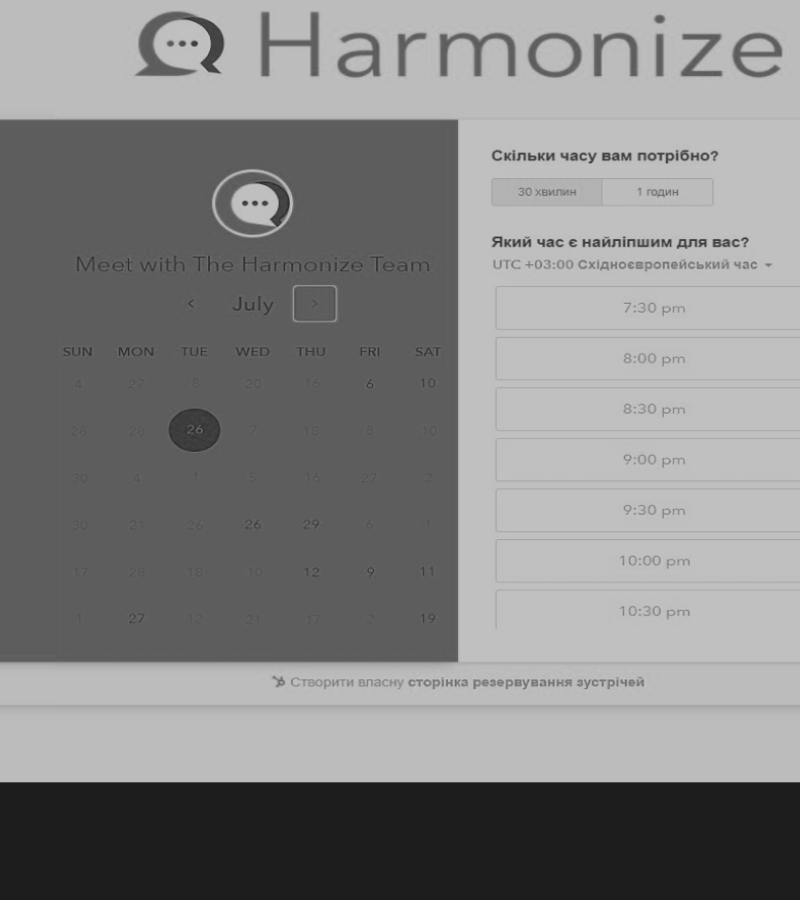 Harmonize
Meet with The Harmonize Team
July
SUN MON TUE WED THU FRI SAT
4 27 8 20 16 6 10
28 28 26 7 18 8 10
30 4 1 5 16 27 2
30 21 26 26 29 6 1
17 28 18 10 12 9 11
1 27 12 21 17 2 19
Скільки часу вам потрібно?
30 хвилин 1 годин
Який час є найліпшим для вас?
UTC +03:00 Східноєвропейський час
7:30 pm
8:00 pm
8:30 pm
9:00 pm
9:30 pm
10:00 pm
10:30 pm
Створити власну сторінка резервування зустрічей